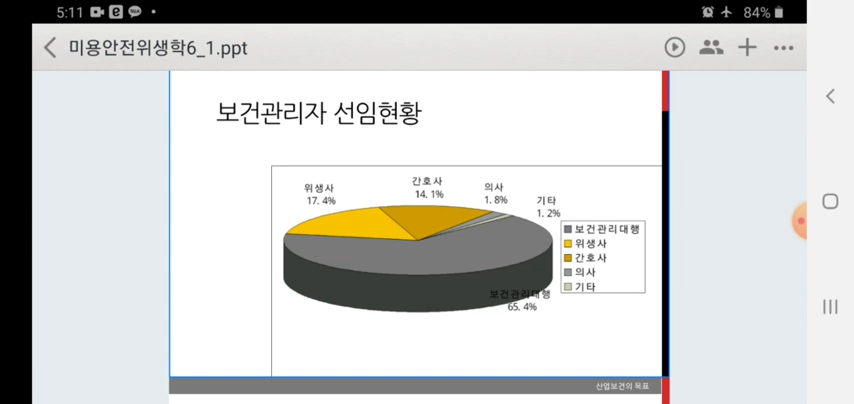 5:11
84%
미용안전위생학6_1.ppt
보건관리자 선임현황
위생사
17.4%
간호사
14.1%
의사
1.8%
기타
1.2%
보건관리대행
위생사
간호사
의사
기타
보건관리대행
65.4%
산업보건의 목표